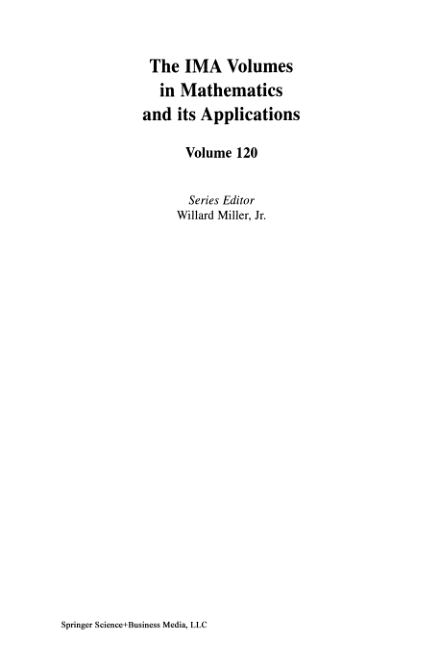 The IMA Volumes
in Mathematics
and its Applications
Volume 120
Series Editor
Willard Miller, Jr.
Springer Science+Business Media, LLC